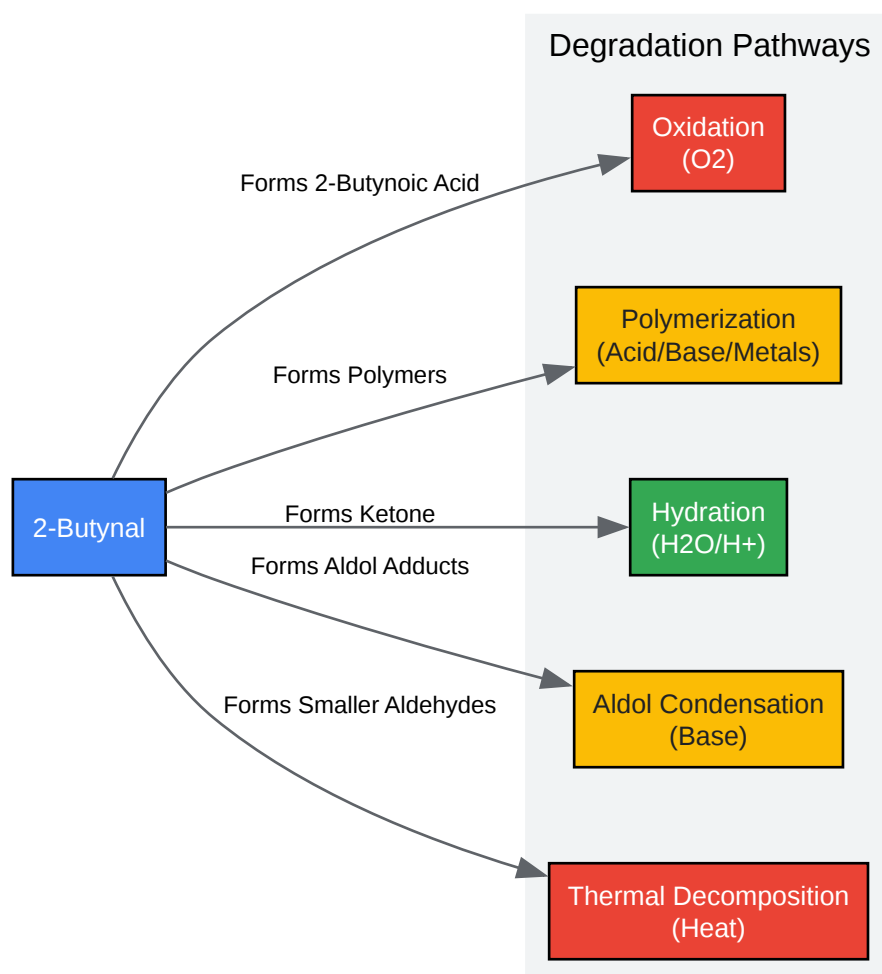 Degradation Pathways
Oxidation
(O2)
Forms 2-Butynoic Acid
Polymerization
(Acid/Base/Metals)
Forms Polymers
2-Butynal
Forms Ketone
Hydration
(H2O/H+)
Forms Aldol Adducts
Aldol Condensation
(Base)
Forms Smaller Aldehydes
Thermal Decomposition
(Heat)